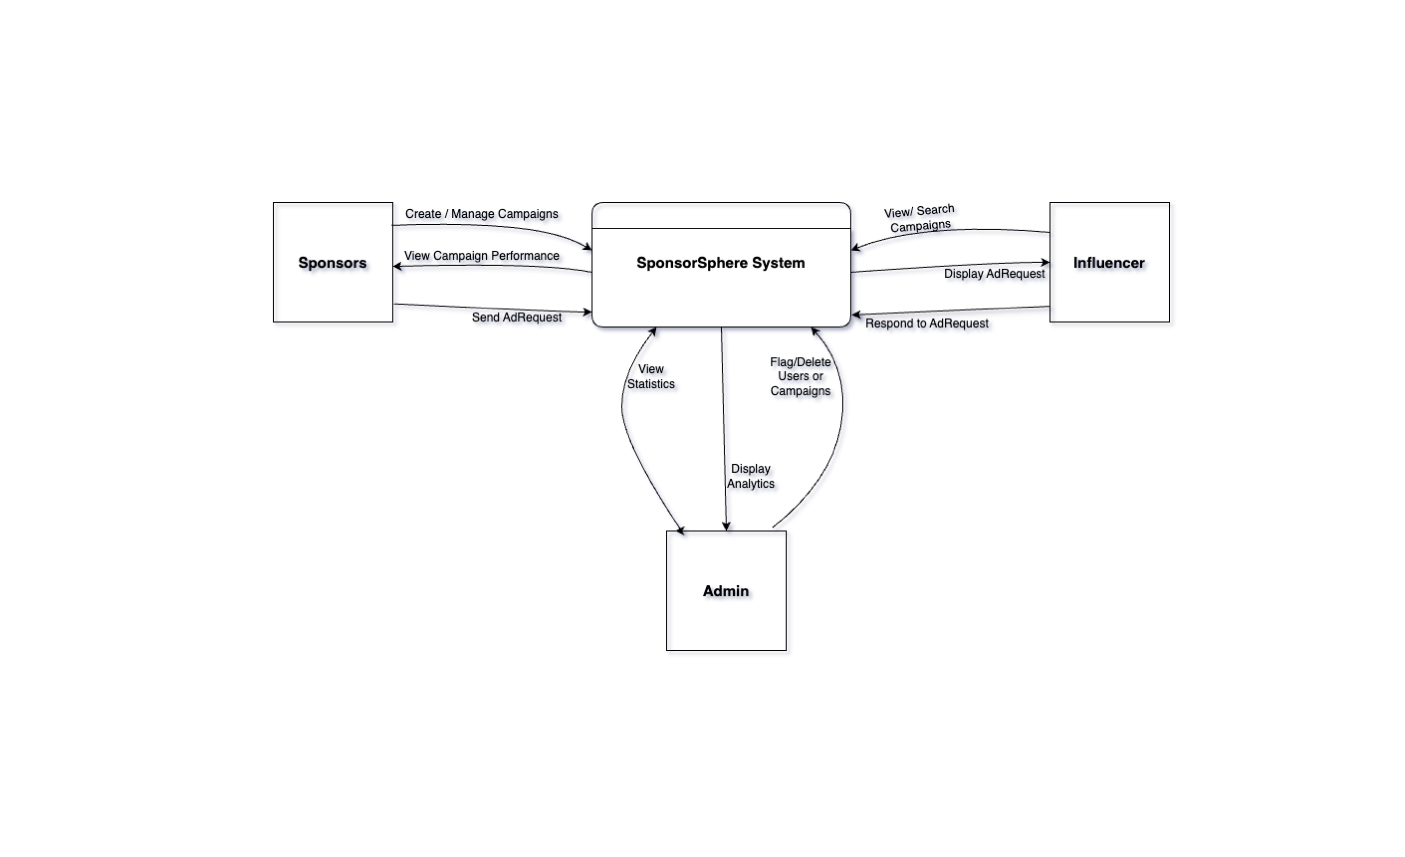 Create / Manage Campaigns
View/ Search
Campaigns
Sponsors
View Campaign Performance
SponsorSphere System
Influencer
Display AdRequest
Send AdRequest
Respond to AdRequest
View
Statistics
Flag/Delete
Users or
Campaigns
Display
Analytics
Admin